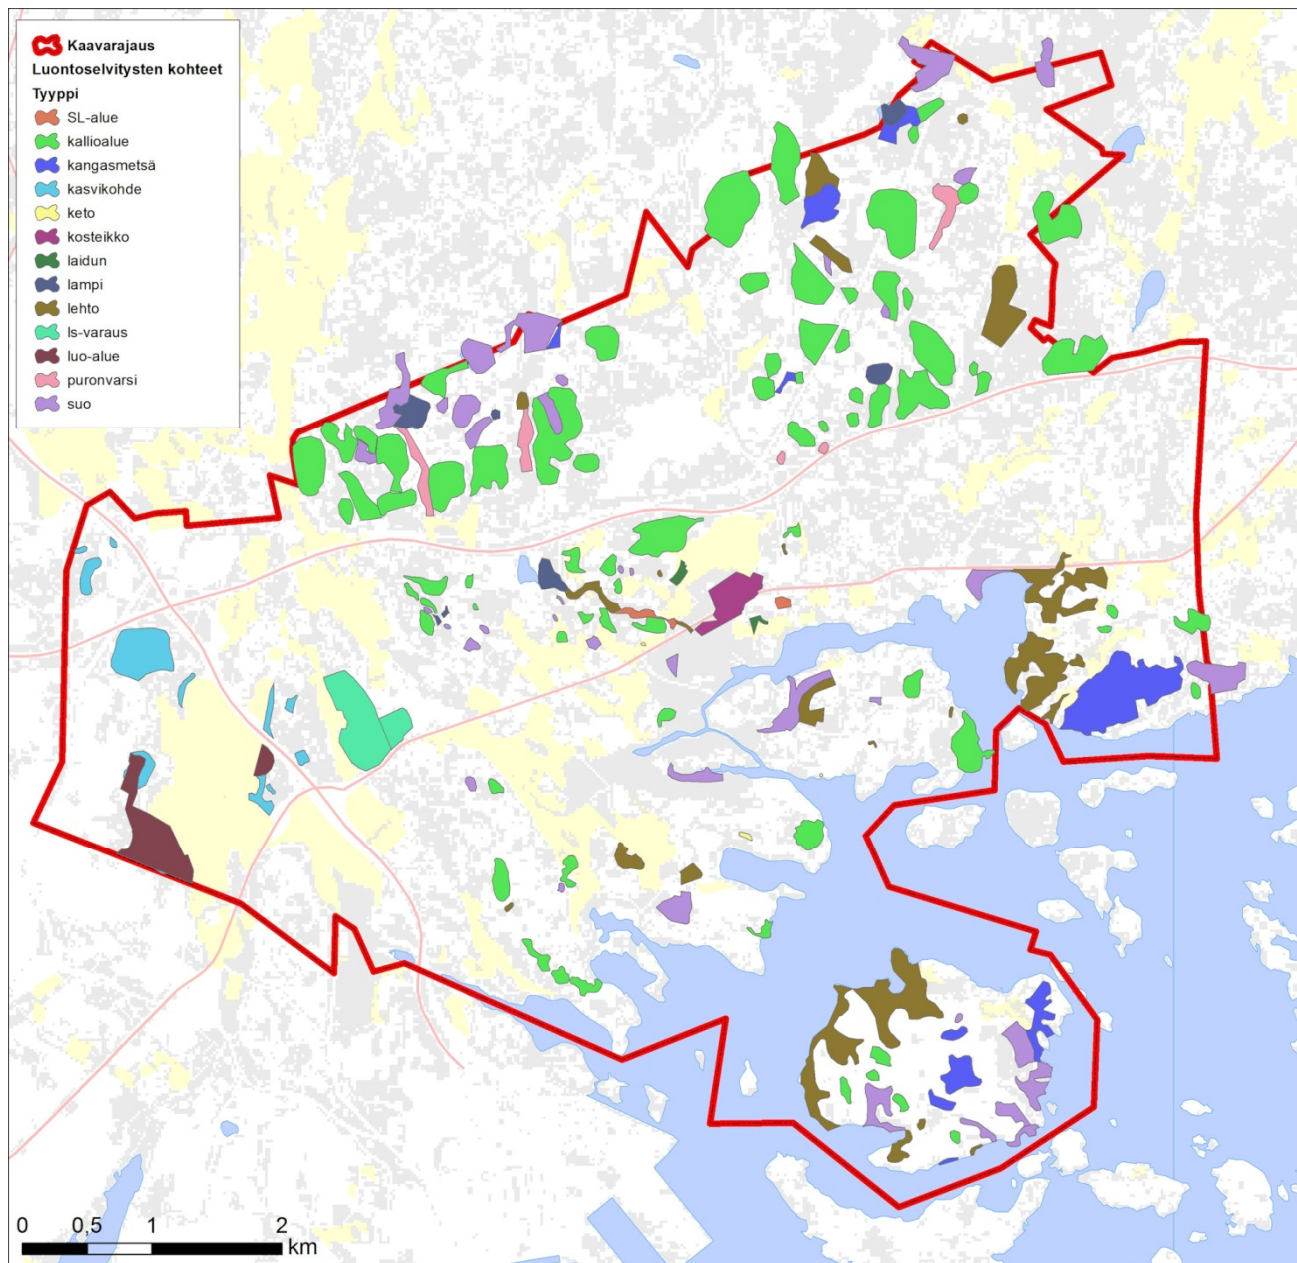 Kaavarajaus
Luontoselvitysten kohteet
Tyyppi
SL-alue
kallioalue
kangasmetsä
kasvikohde
keto
kosteikko
laidun
lampi
lehto
ls-varaus
luo-alue
puronvarsi
suo
0 0,5 1 2
km